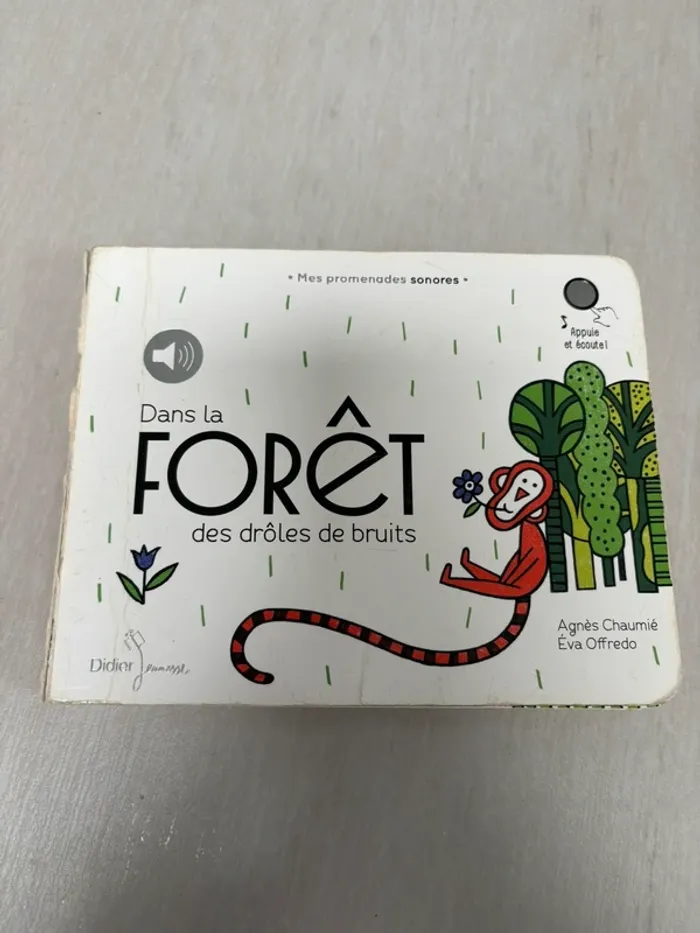 • Mes promenades sonores •
Appuie
et écoute !
Dans la
FORÊT
des drôles de bruits
Agnès Chaumié
Éva Offredo
Didier Jeunesse